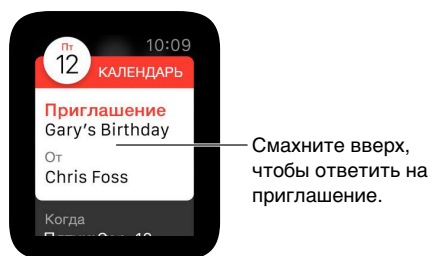 Пт
12
10:09
КАЛЕНДАРЬ
Приглашение
Gary's Birthday
От
Chris Foss
Когда
Смахните вверх,
чтобы ответить на
приглашение.